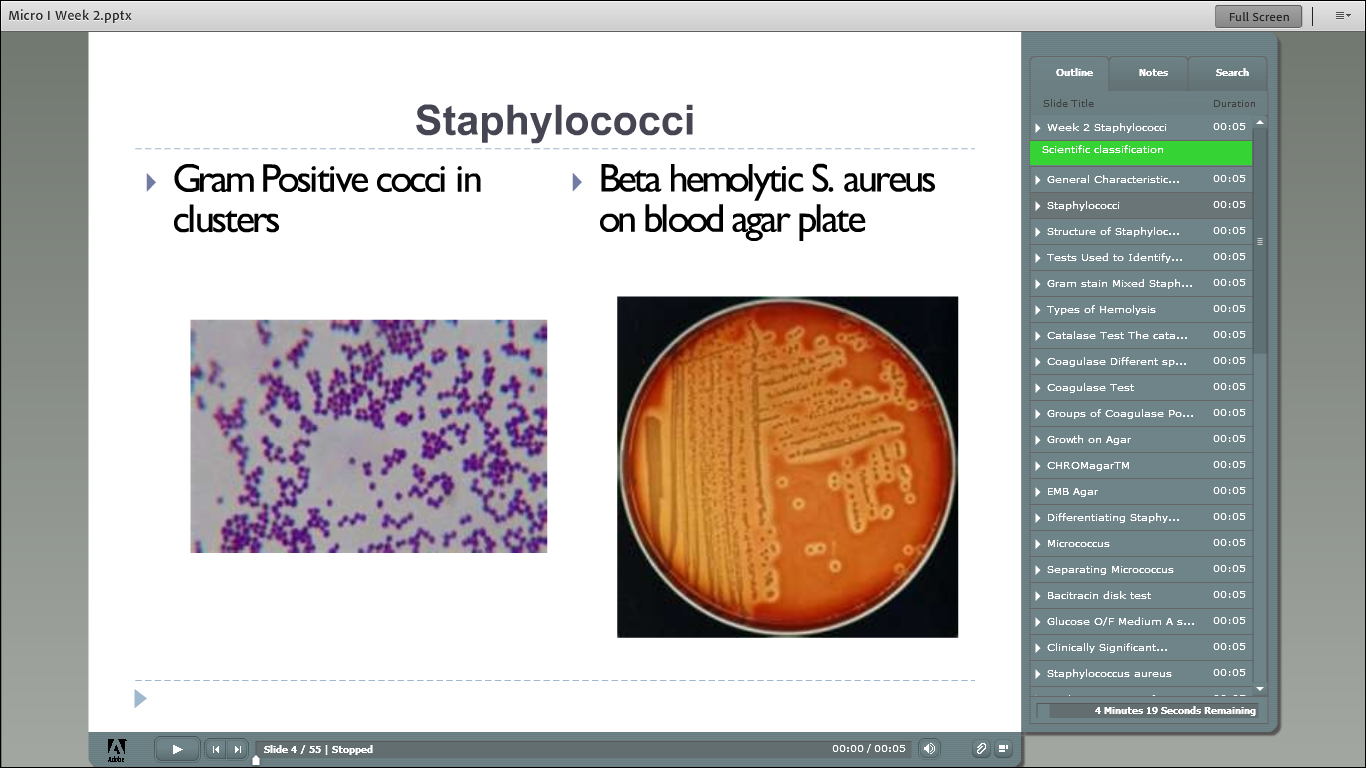 Micro I Week 2.pptx
Full Screen
Staphylococci
Gram Positive cocci in
clusters
Beta hemolytic S. aureus
on blood agar plate
Outline Notes Search
Slide Title Duration
Week 2 Staphylococci 00:05
Scientific classification
General Characteristic... 00:05
Staphylococci 00:05
Structure of Staphyloc... 00:05
Tests Used to Identify... 00:05
Gram stain Mixed Staph... 00:05
Types of Hemolysis 00:05
Catalase Test The cata... 00:05
Coagulase Different sp... 00:05
Coagulase Test 00:05
Groups of Coagulase Po... 00:05
Growth on Agar 00:05
CHROMagarTM 00:05
EMB Agar 00:05
Differentiating Staphy... 00:05
Micrococcus 00:05
Separating Micrococcus 00:05
Bacitracin disk test 00:05
Glucose O/F Medium A s... 00:05
Clinically Significant... 00:05
Staphylococcus aureus 00:05
4 Minutes 19 Seconds Remaining
Adobe
Slide 4 / 55 | Stopped 00:00 / 00:05